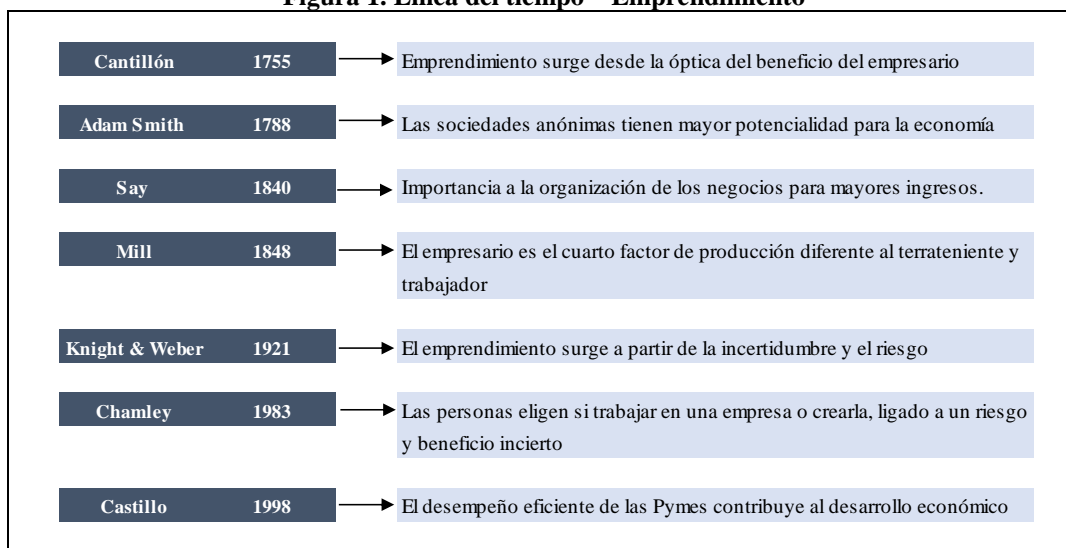 Figura 1. Línea del tiempo – Emprendimiento
Cantillón 1755 Emprendimiento surge desde la óptica del beneficio del empresario
Adam Smith 1788 Las sociedades anónimas tienen mayor potencialidad para la economía
Say 1840 Importancia a la organización de los negocios para mayores ingresos.
Mill 1848 El empresario es el cuarto factor de producción diferente al terrateniente y
trabajador
Knight & Weber 1921 El emprendimiento surge a partir de la incertidumbre y el riesgo
Chamley 1983 Las personas eligen si trabajar en una empresa o crearla, ligado a un riesgo
y beneficio incierto
Castillo 1998 El desempeño eficiente de las Pymes contribuye al desarrollo económico